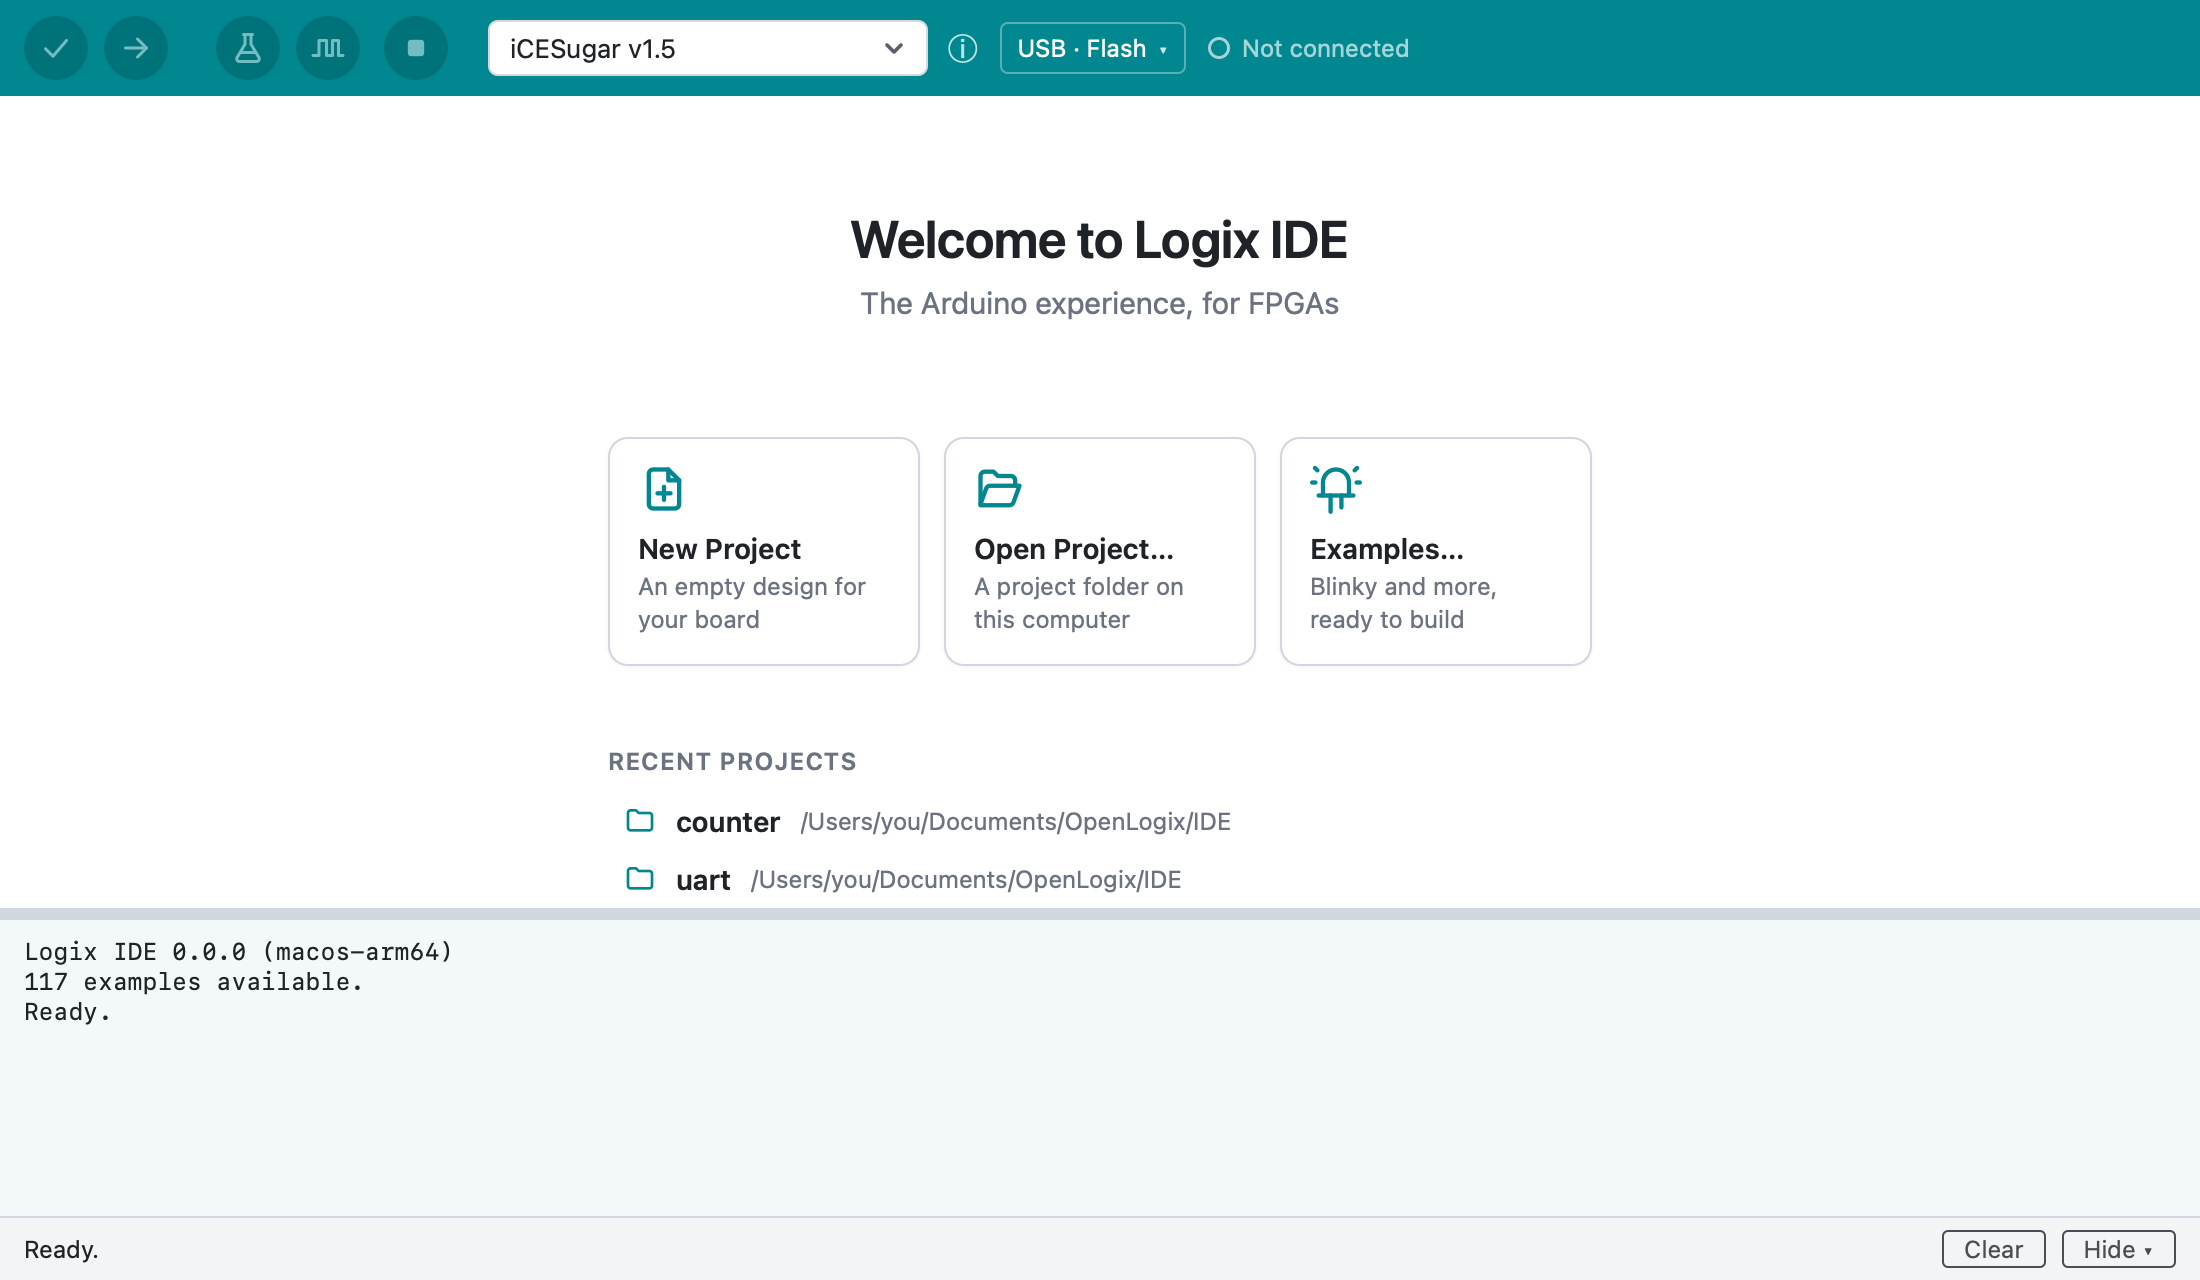 iCESugar v1.5
USB · Flash ▾
Not connected
Welcome to Logix IDE
The Arduino experience, for FPGAs
New Project
An empty design for
your board
Open Project...
A project folder on
this computer
Examples...
Blinky and more,
ready to build
RECENT PROJECTS
counter /Users/you/Documents/OpenLogix/IDE
uart /Users/you/Documents/OpenLogix/IDE
Logix IDE 0.0.0 (macos-arm64)
117 examples available.
Ready.
Ready.
Clear
Hide ▾